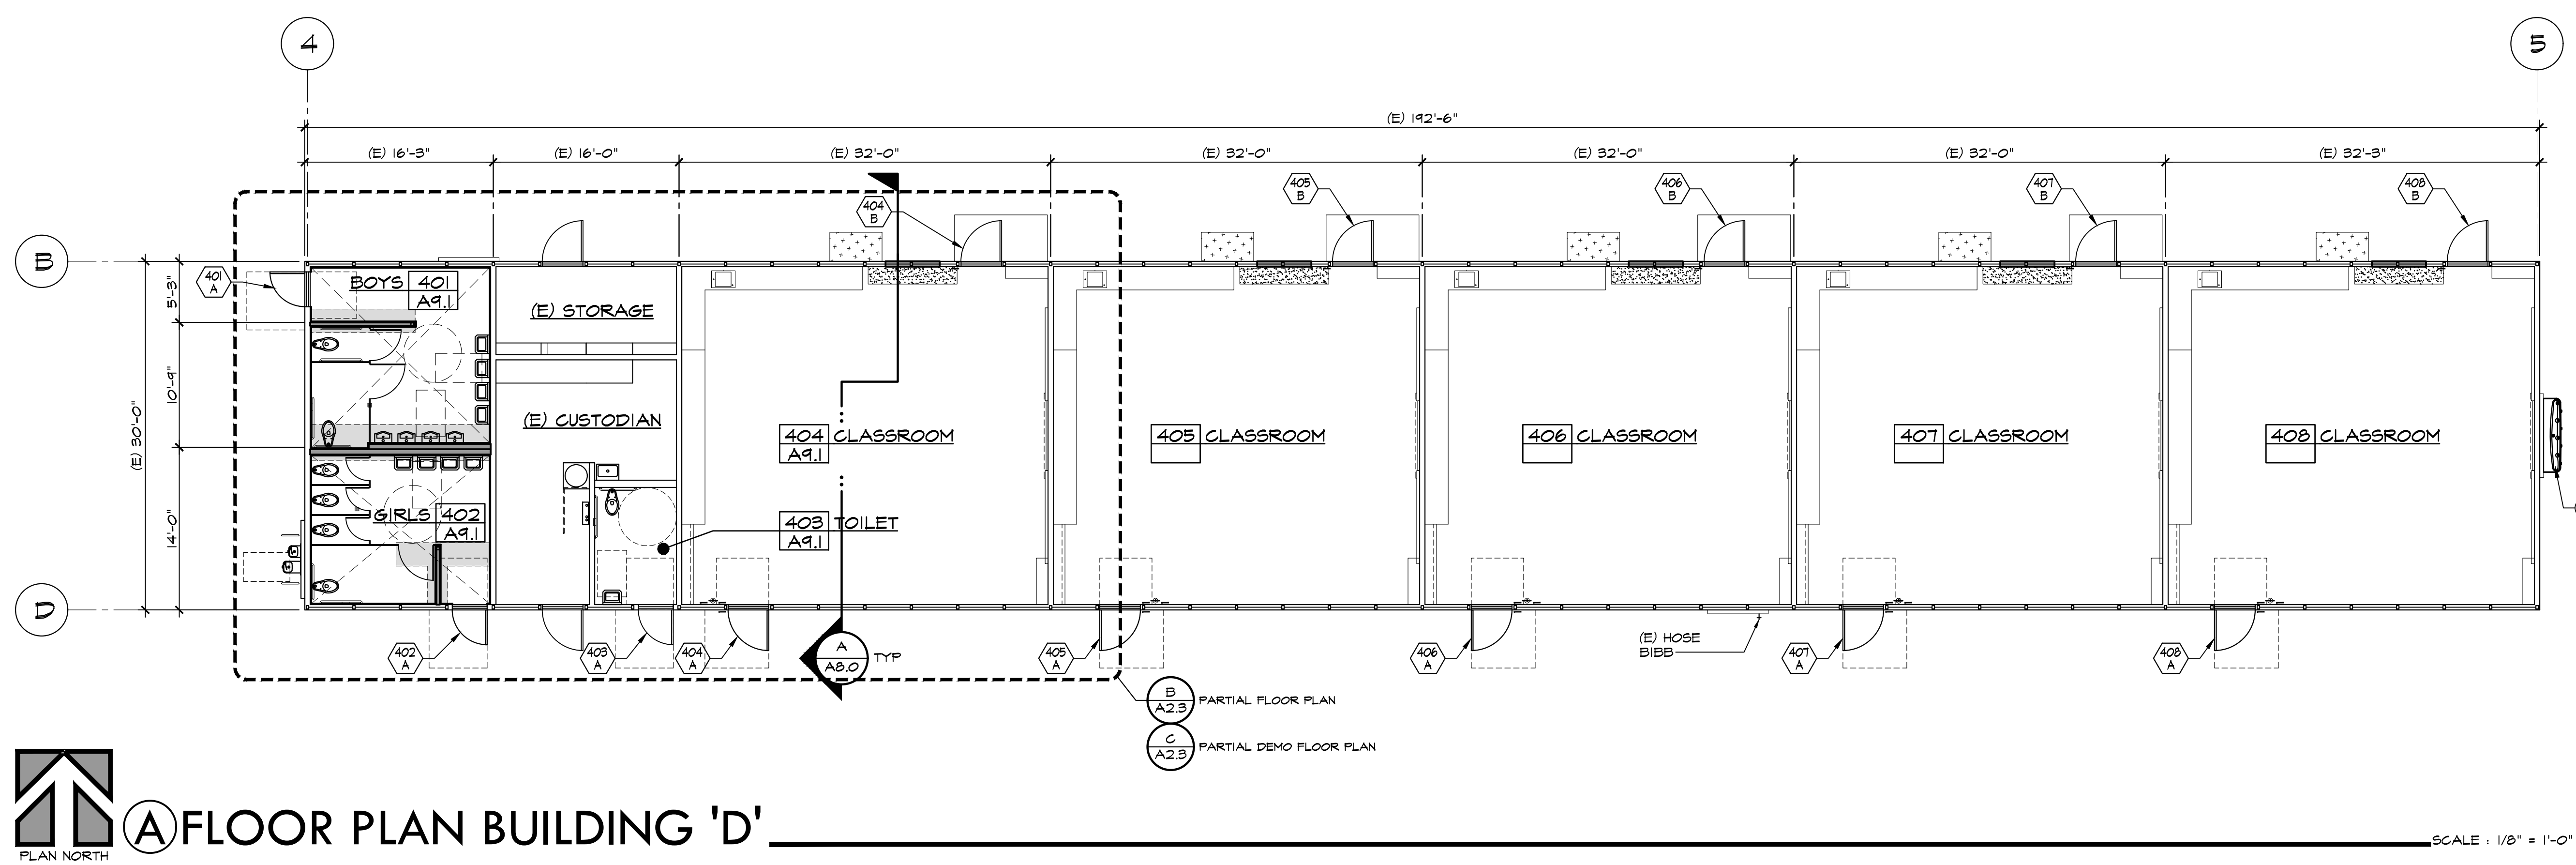 4
5
(E) 192'-6"
(E) 16'-3"
(E) 16'-0"
(E) 32'-0"
(E) 32'-0"
(E) 32'-0"
(E) 32'-0"
(E) 32'-3"
405
B
406
B
407
B
408
B
404
B
B
401
A
BOYS
401
A9.1
5'-3"
(E) STORAGE
10'-9"
(E) 30'-0"
(E) CUSTODIAN
404
A9.1
CLASSROOM
405
CLASSROOM
406
CLASSROOM
407
CLASSROOM
408
CLASSROOM
14'-0"
GIRLS
402
A9.1
403
A9.1
TOILET
D
402
A
403
A
404
A
A
A8.0
TYP
405
A
406
A
(E) HOSE
BIBB
407
A
408
A
B
A2.3
PARTIAL FLOOR PLAN
C
A2.3
PARTIAL DEMO FLOOR PLAN
PLAN NORTH
A
FLOOR PLAN BUILDING 'D'
SCALE : 1/8" = 1'-0"